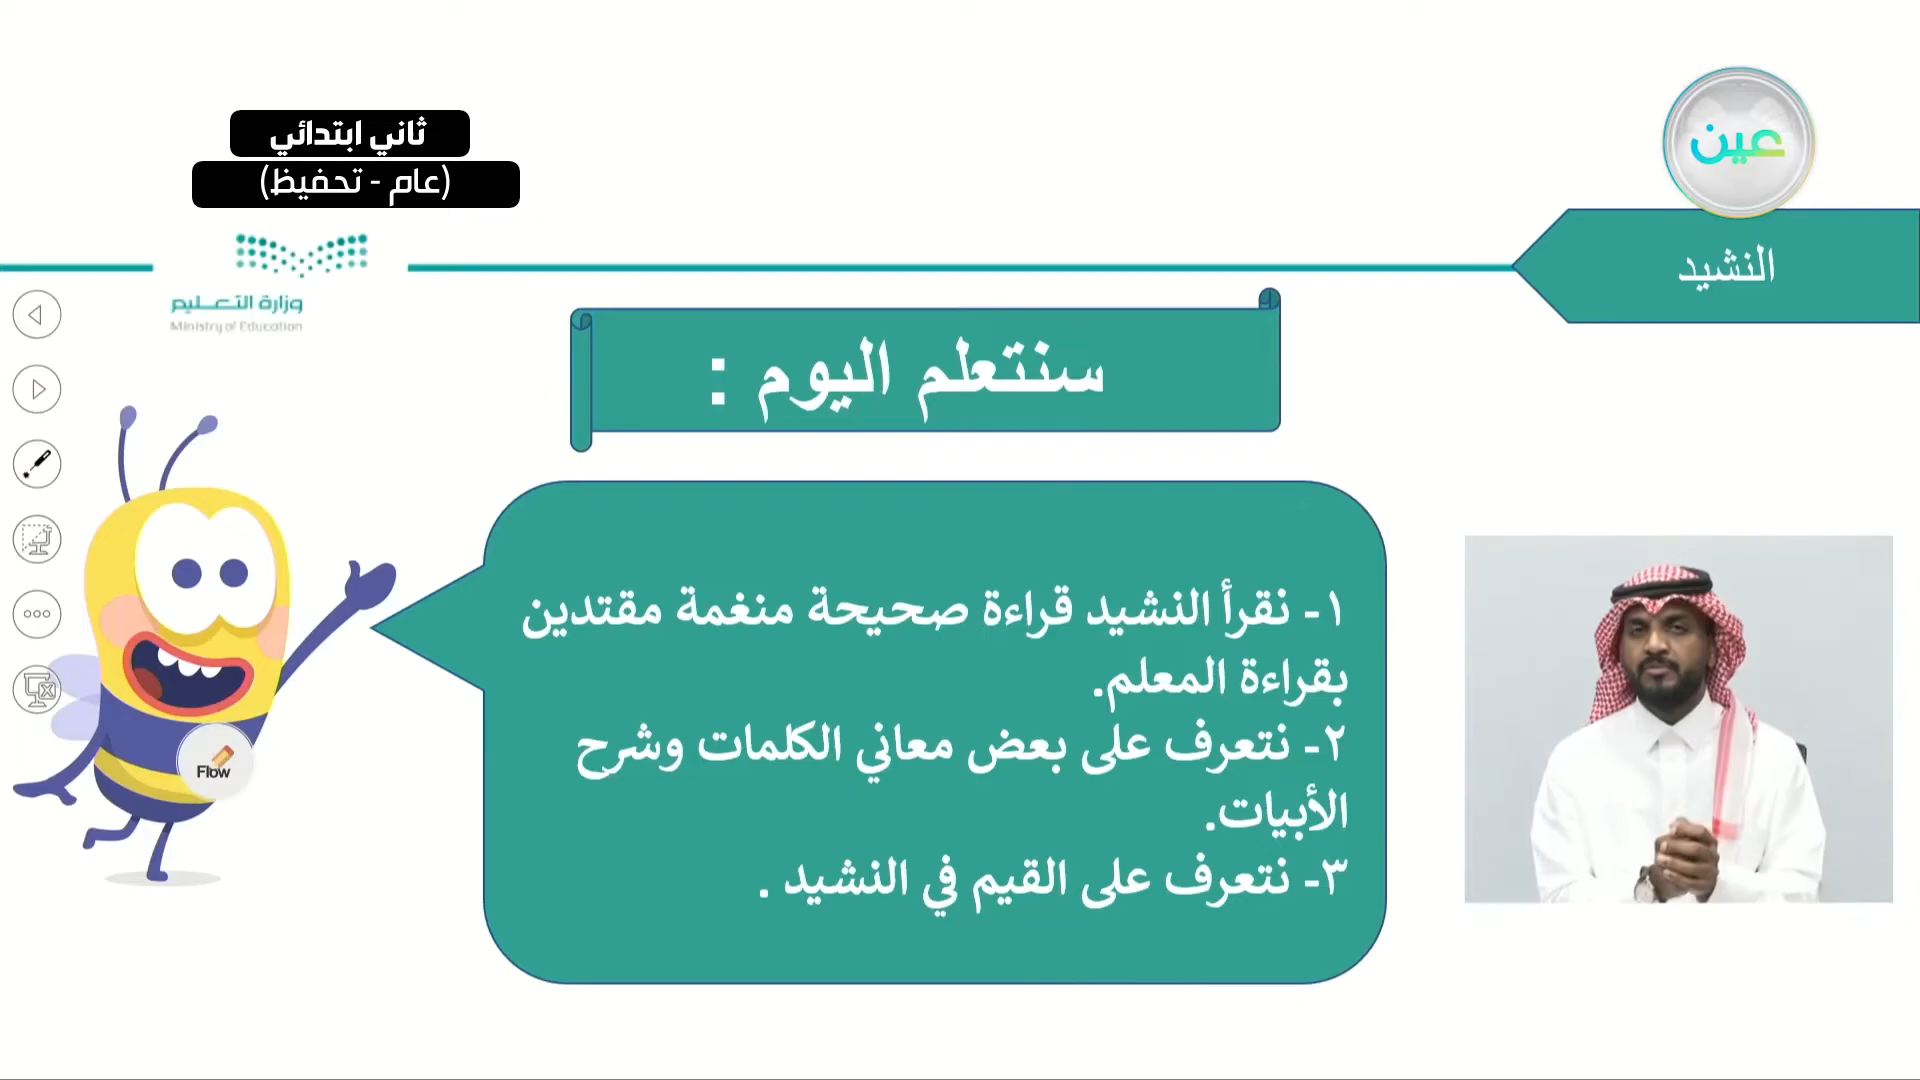 عين
ثاني ابتدائي
(عام - تحفيظ)
النشيد
وزارة التعليم
Ministry of Education
سنتعلم اليوم :
١- نقرأ النشيد قراءة صحيحة منغمة مقتدين
بقراءة المعلم.
٢- نتعرف على بعض معاني الكلمات وشرح
الأبيات.
٣- نتعرف على القيم في النشيد .
Flow